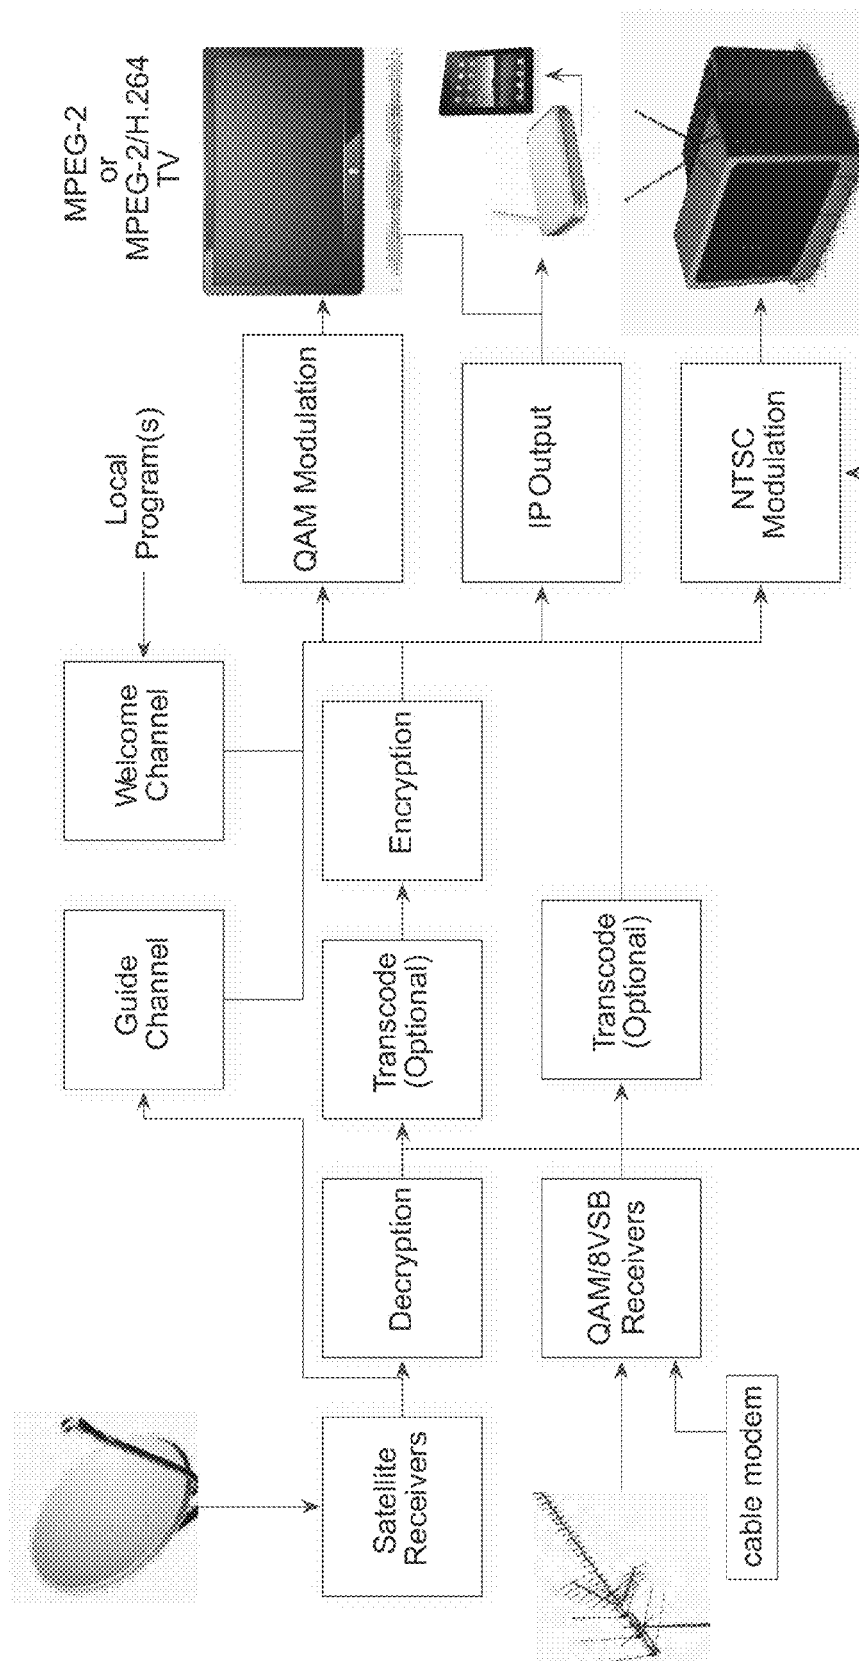 MPEG-2
or
MPEG-2/H.264
TV
Local
Program(s)
Welcome
Channel
Guide
Channel
QAM Modulation
Satellite
Receivers
Decryption
Transcode
(Optional)
Encryption
IP Output
QAM/8VSB
Receivers
Transcode
(Optional)
NTSC
Modulation
cable modem